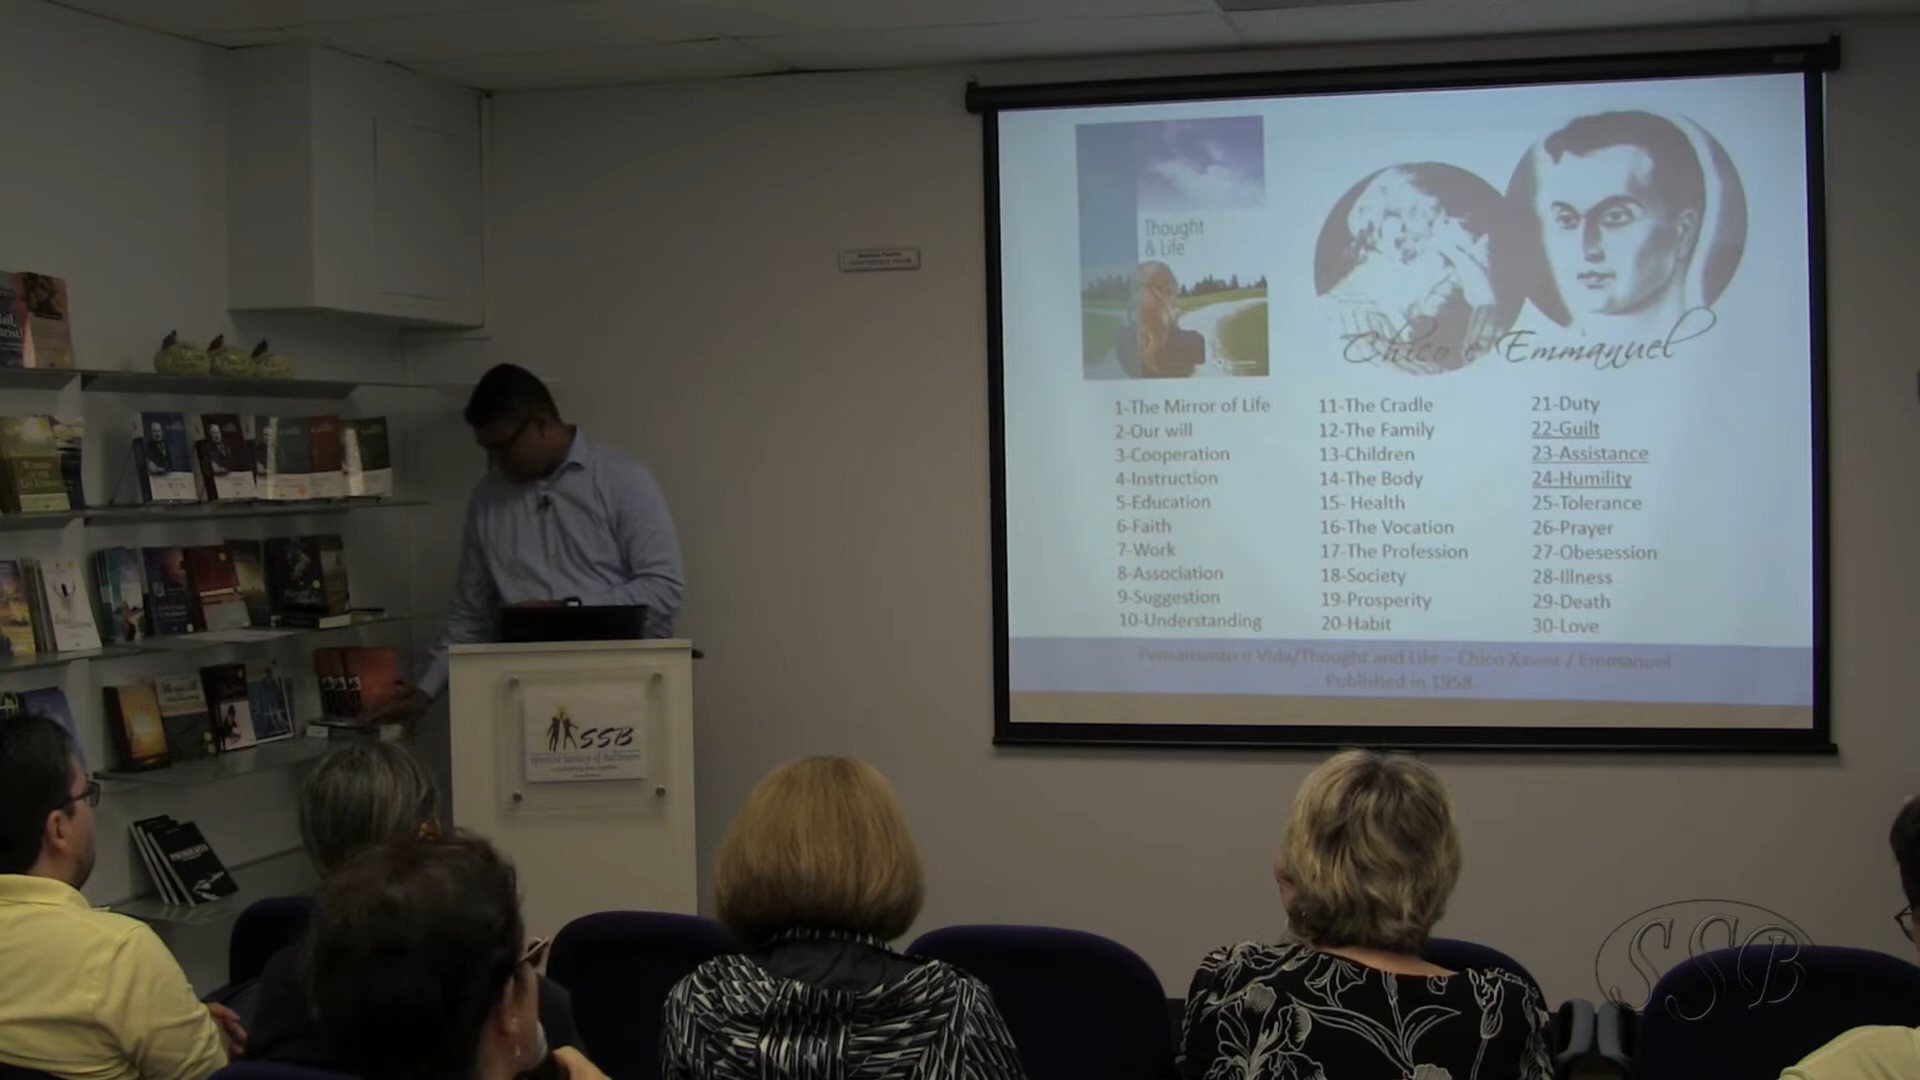 Thought
& Life
Chico e Emmanuel
1-The Mirror of Life
2-Our will
3-Cooperation
4-Instruction
5-Education
6-Faith
7-Work
8-Association
9-Suggestion
10-Understanding
11-The Cradle
12-The Family
13-Children
14-The Body
15- Health
16-The Vocation
17-The Profession
18-Society
19-Prosperity
20-Habit
21-Duty
22-Guilt
23-Assistance
24-Humility
25-Tolerance
26-Prayer
27-Obesession
28-Illness
29-Death
30-Love
Pensamento e Vida/Thought and Life – Chico Xavier / Emmanuel
Published in 1958
SSB
Spiritist Society of Baltimore
SSB